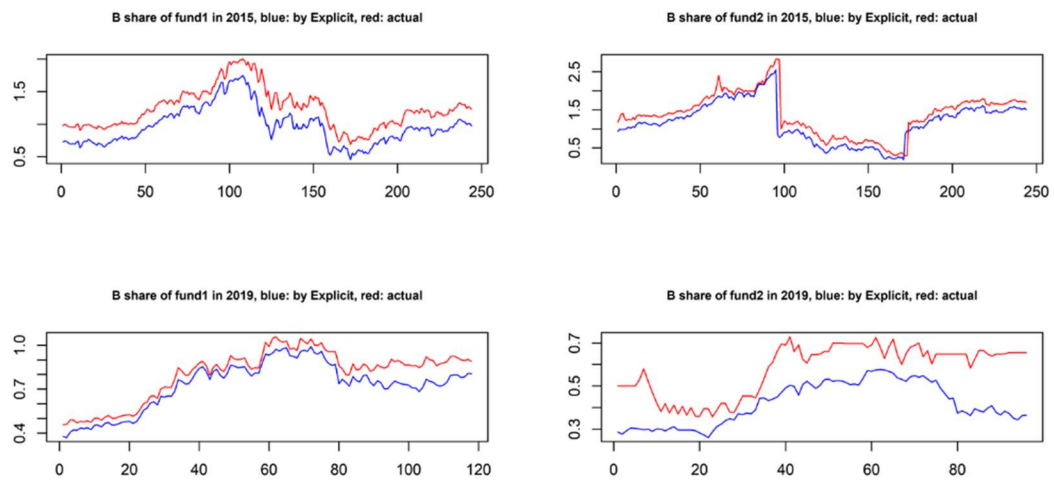 B share of fund1 in 2015, blue: by Explicit, red: actual
1.5
0.5
0 50 100 150 200 250
B share of fund2 in 2015, blue: by Explicit, red: actual
2.5
1.5
0.5
0 50 100 150 200 250
B share of fund1 in 2019, blue: by Explicit, red: actual
1.0
0.7
0.4
0 20 40 60 80 100 120
B share of fund2 in 2019, blue: by Explicit, red: actual
0.7
0.5
0.3
0 20 40 60 80